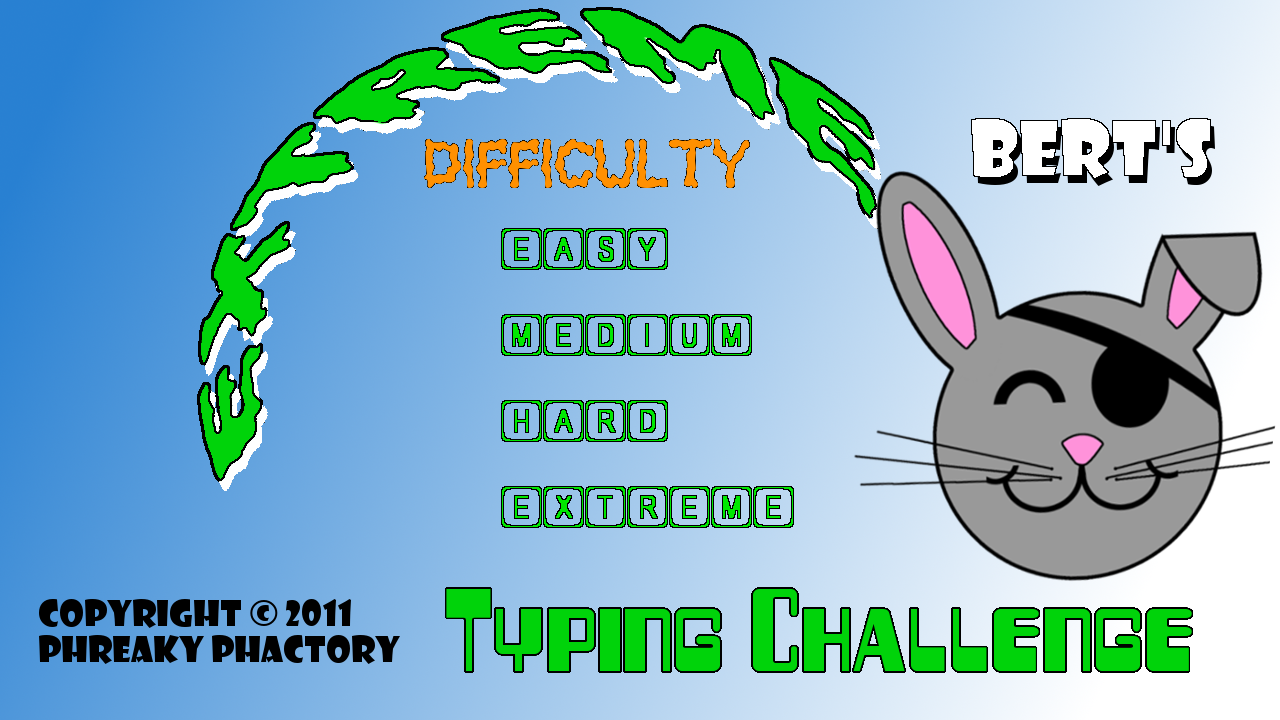 BERT'S
EXTREME
DIFFICULTY
EASY
MEDIUM
HARD
EXTREME
TYPING CHALLENGE
COPYRIGHT © 2011
PHREAKY PHACTORY